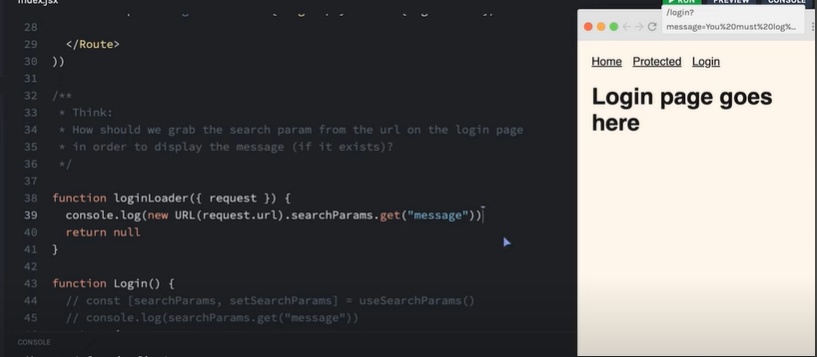 index.jsx
28
29 </Route>
30 ))
31
32 /**
33 * Think:
34 * How should we grab the search param from the url on the login page
35 * in order to display the message (if it exists)?
36 */
37
38 function loginLoader({ request }) {
39 console.log(new URL(request.url).searchParams.get("message"))
40 return null
41 }
42
43 function Login() {
44 // const [searchParams, setSearchParams] = useSearchParams()
45 // console.log(searchParams.get("message"))
CONSOLE
RUN PREVIEW CONSOLE
/login?
message=You%20must%20log%...
Home Protected Login
Login page goes
here